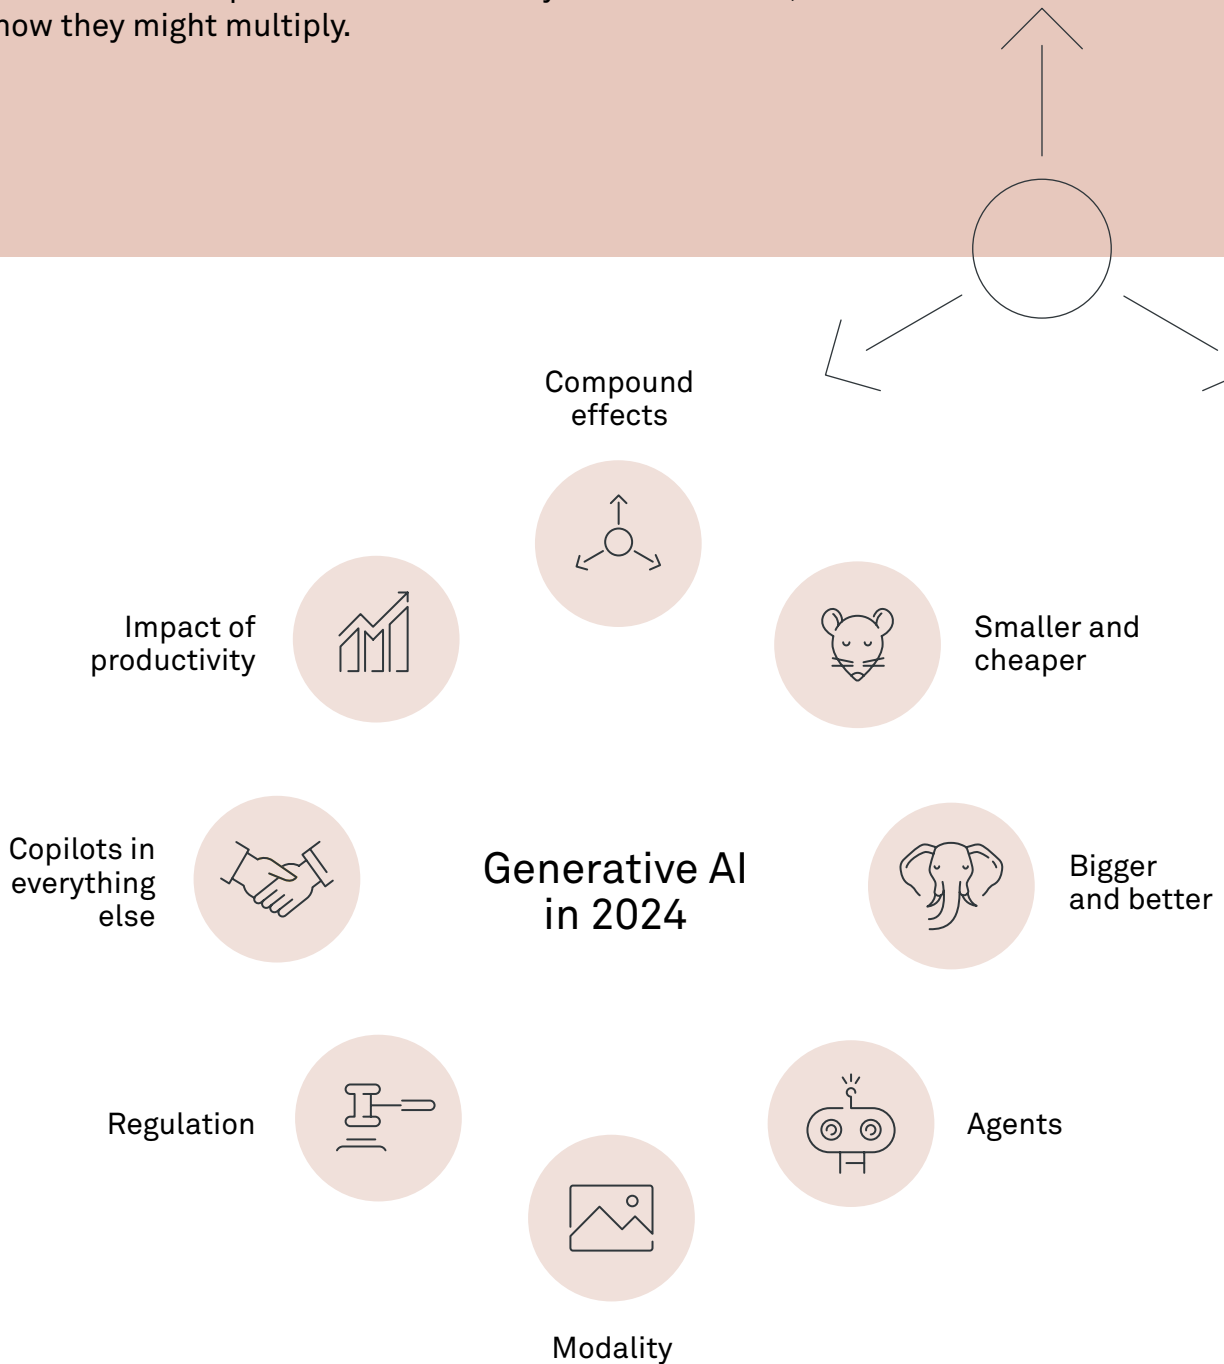 now they might multiply.
Compound
effects
Impact of
productivity
Smaller and
cheaper
Copilots in
everything
else
Generative AI
in 2024
Bigger
and better
Regulation
Agents
Modality